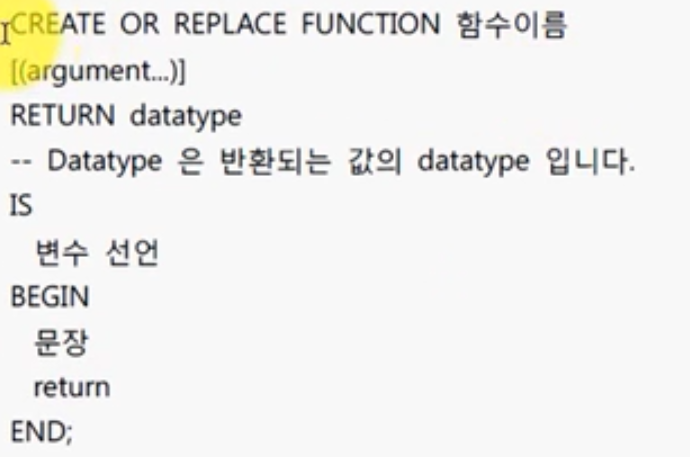 CREATE OR REPLACE FUNCTION 함수이름
[(argument...)]
RETURN datatype
-- Datatype 은 반환되는 값의 datatype 입니다.
IS
변수 선언
BEGIN
문장
return
END;